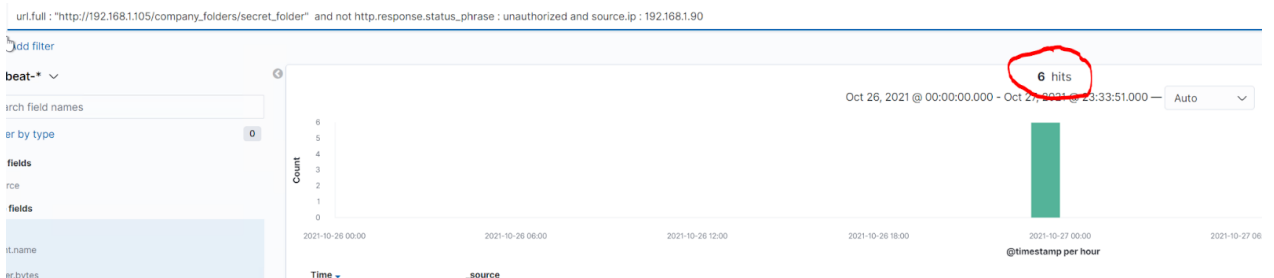 url.full : "http://192.168.1.105/company_folders/secret_folder" and not http.response.status_phrase : unauthorized and source.ip : 192.168.1.90
dd filter
beat-*
6 hits
Oct 26, 2021 @ 00:00:00.000 - Oct 27, 2021 @ 23:33:51.000 — Auto
arch field names
er by type 0
fields
rce
fields
nt.name
er.bytes
Count
6
5
4
3
2
1
0
2021-10-26 00:00 2021-10-26 06:00 2021-10-26 12:00 2021-10-26 18:00 2021-10-27 00:00 2021-10-27 06
@timestamp per hour
Time _source